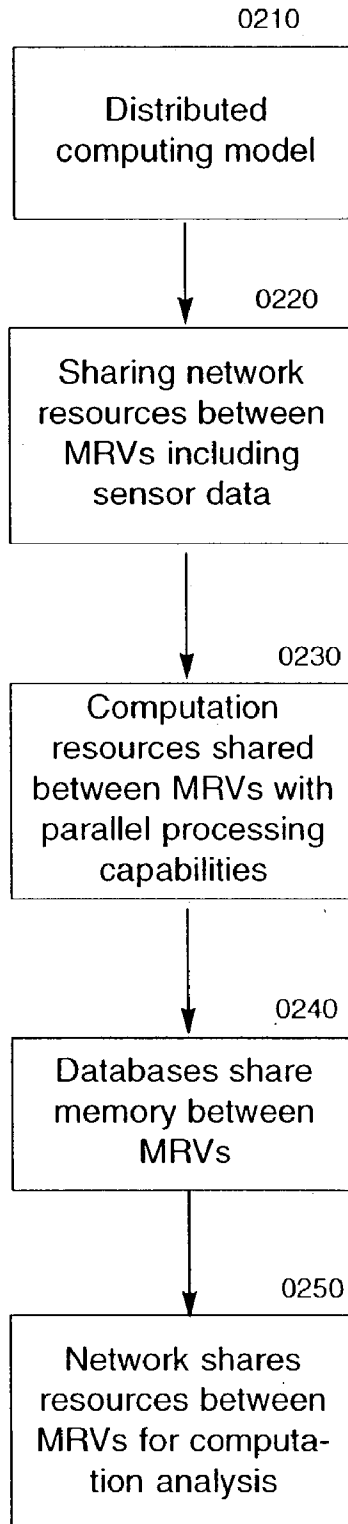 0210
Distributed
computing model
0220
Sharing network
resources between
MRVs including
sensor data
0230
Computation
resources shared
between MRVs with
parallel processing
capabilities
0240
Databases share
memory between
MRVs
0250
Network shares
resources between
MRVs for computa-
tion analysis